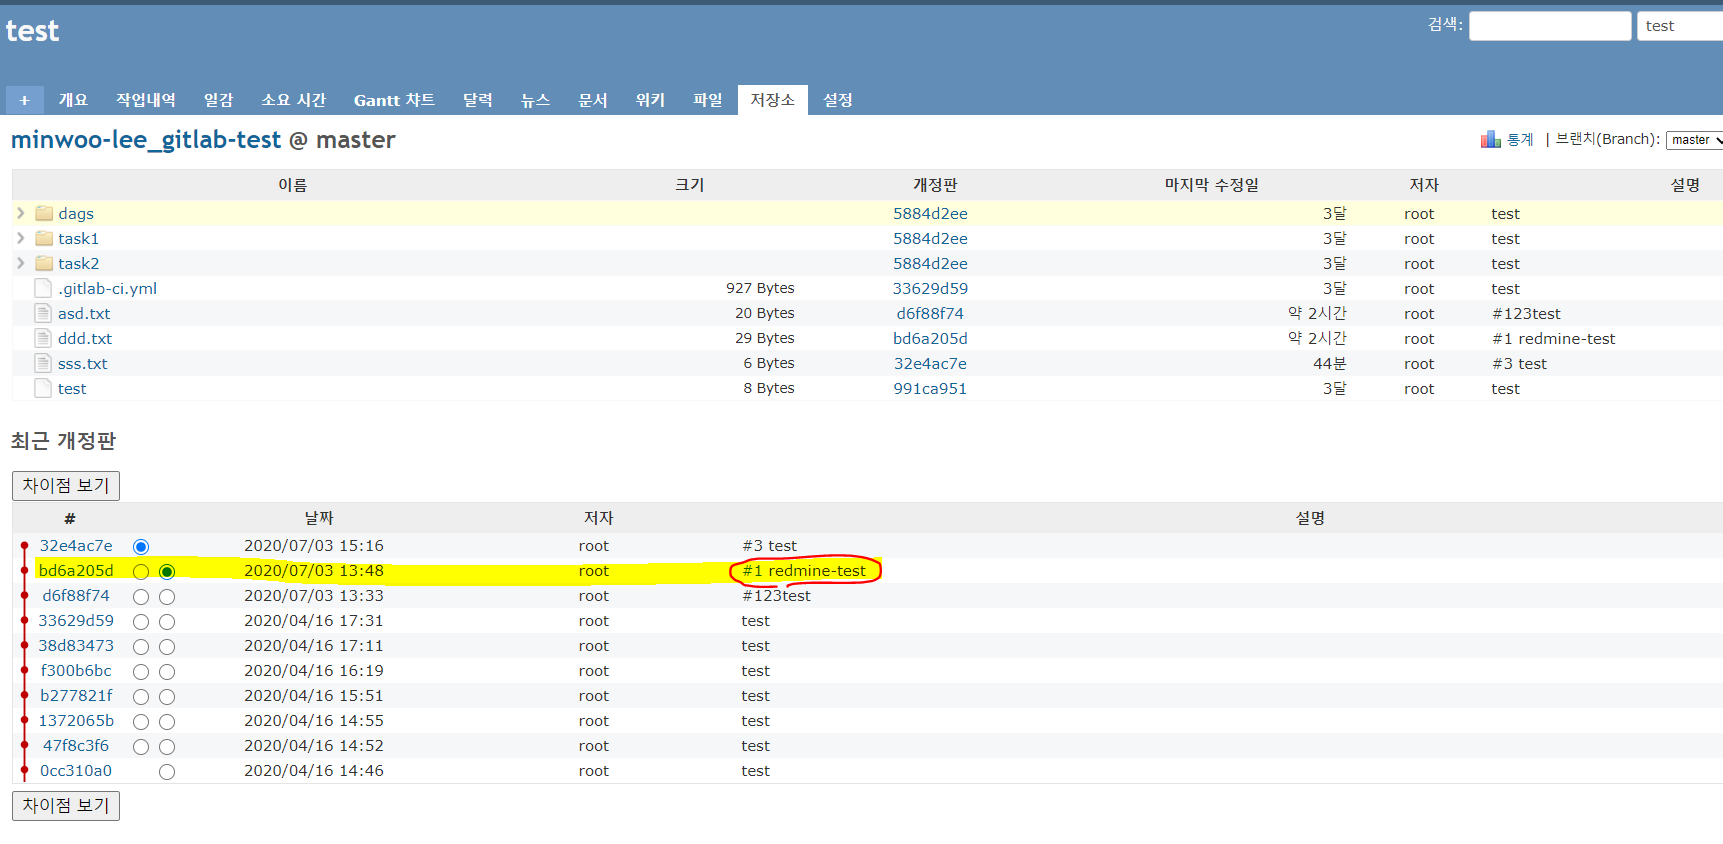 test
검색: test
+ 개요 작업내역 일감 소요 시간 Gantt 챠트 달력 뉴스 문서 위키 파일 저장소 설정
minwoo-lee_gitlab-test @ master
통계 | 브랜치(Branch): master
이름 크기 개정판 마지막 수정일 저자 설명
dags 5884d2ee 3달 root test
task1 5884d2ee 3달 root test
task2 5884d2ee 3달 root test
.gitlab-ci.yml 927 Bytes 33629d59 3달 root test
asd.txt 20 Bytes d6f88f74 약 2시간 root #123test
ddd.txt 29 Bytes bd6a205d 약 2시간 root #1 redmine-test
sss.txt 6 Bytes 32e4ac7e 44분 root #3 test
test 8 Bytes 991ca951 3달 root test
최근 개정판
차이점 보기
# 날짜 저자 설명
32e4ac7e 2020/07/03 15:16 root #3 test
bd6a205d 2020/07/03 13:48 root #1 redmine-test
d6f88f74 2020/07/03 13:33 root #123test
33629d59 2020/04/16 17:31 root test
38d83473 2020/04/16 17:11 root test
f300b6bc 2020/04/16 16:19 root test
b277821f 2020/04/16 15:51 root test
1372065b 2020/04/16 14:55 root test
47f8c3f6 2020/04/16 14:52 root test
0cc310a0 2020/04/16 14:46 root test
차이점 보기